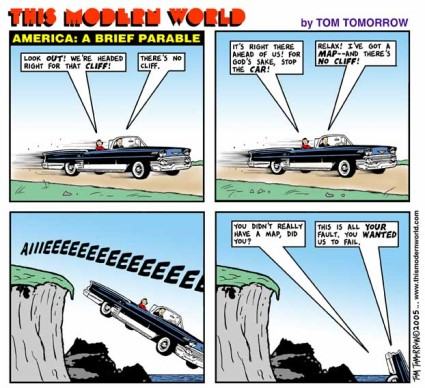 THIS MODERN WORLD
by TOM TOMORROW
AMERICA: A BRIEF PARABLE
LOOK OUT! WE'RE HEADED
RIGHT FOR THAT CLIFF!
THERE'S NO
CLIFF.
IT'S RIGHT THERE
AHEAD OF US! FOR
GOD'S SAKE, STOP
THE CAR!
RELAX! I'VE GOT A
MAP--AND THERE'S
NO CLIFF!
AIIIEEEEEEEEEEEEEEEE
YOU DIDN'T REALLY
HAVE A MAP, DID
YOU?
THIS IS ALL YOUR
FAULT. YOU WANTED
US TO FAIL.
TOM TOMORROW©2005... www.thismodernworld.com